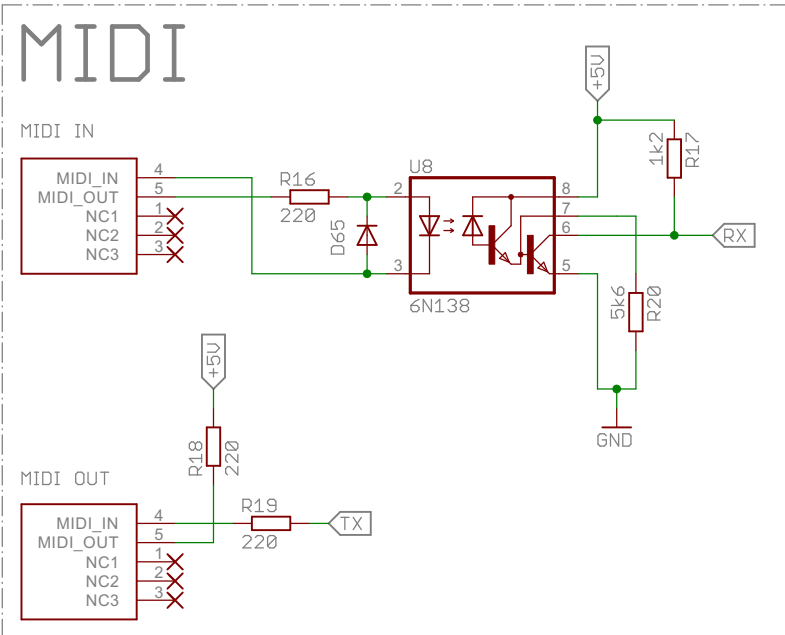 MIDI
MIDI IN
MIDI_IN 4
MIDI_OUT 5
NC1 1
NC2 2
NC3 3
R16
220
D65
U8
2
3
8
7
6
5
6N138
+5V
1k2
R17
RX
5k6
R20
GND
+5V
R18
220
MIDI OUT
MIDI_IN 4
MIDI_OUT 5
NC1 1
NC2 2
NC3 3
R19
220
TX